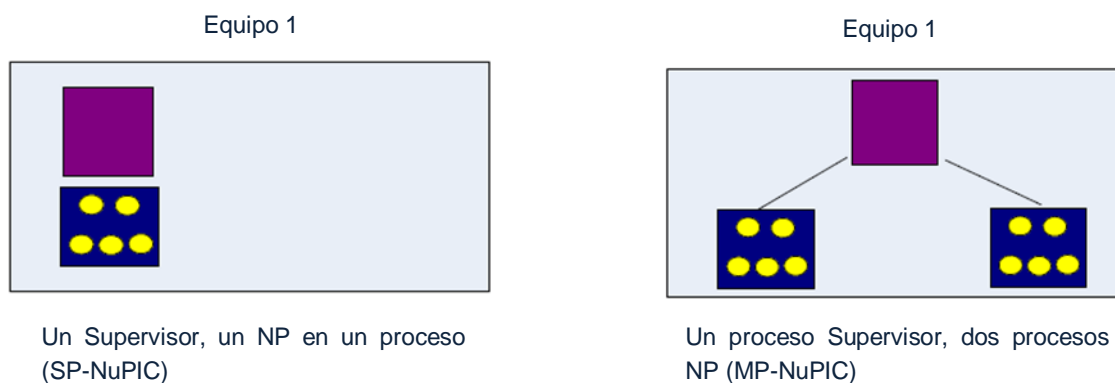 Equipo 1
Un Supervisor, un NP en un proceso
(SP-NuPIC)
Equipo 1
Un proceso Supervisor, dos procesos
NP (MP-NuPIC)